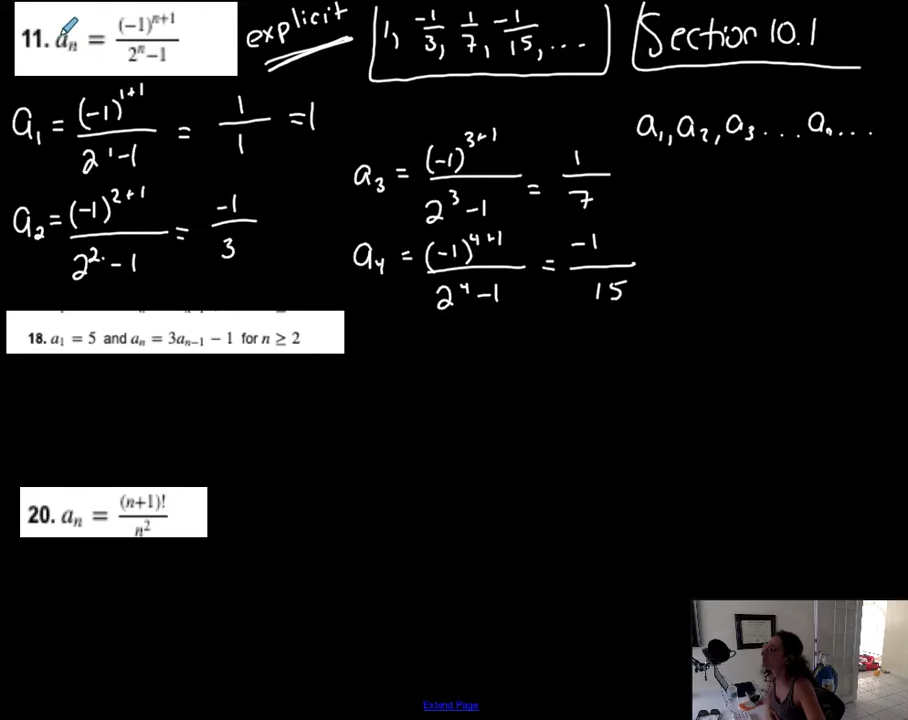 11. aₙ = (-1)ⁿ⁺¹ / 2ⁿ-1
explicit
1, -1/3, 1/7, -1/15, ...
Section 10.1
a₁, a₂, a₃ ... aₙ ...
a₁ = (-1)¹⁺¹ / 2¹-1 = 1/1 = 1
a₂ = (-1)²⁺¹ / 2²-1 = -1/3
a₃ = (-1)³⁺¹ / 2³-1 = 1/7
a₄ = (-1)⁴⁺¹ / 2⁴-1 = -1/15
18. a₁ = 5 and aₙ = 3aₙ₋₁ − 1 for n ≥ 2
20. aₙ = (n+1)! / n²
Extend Page